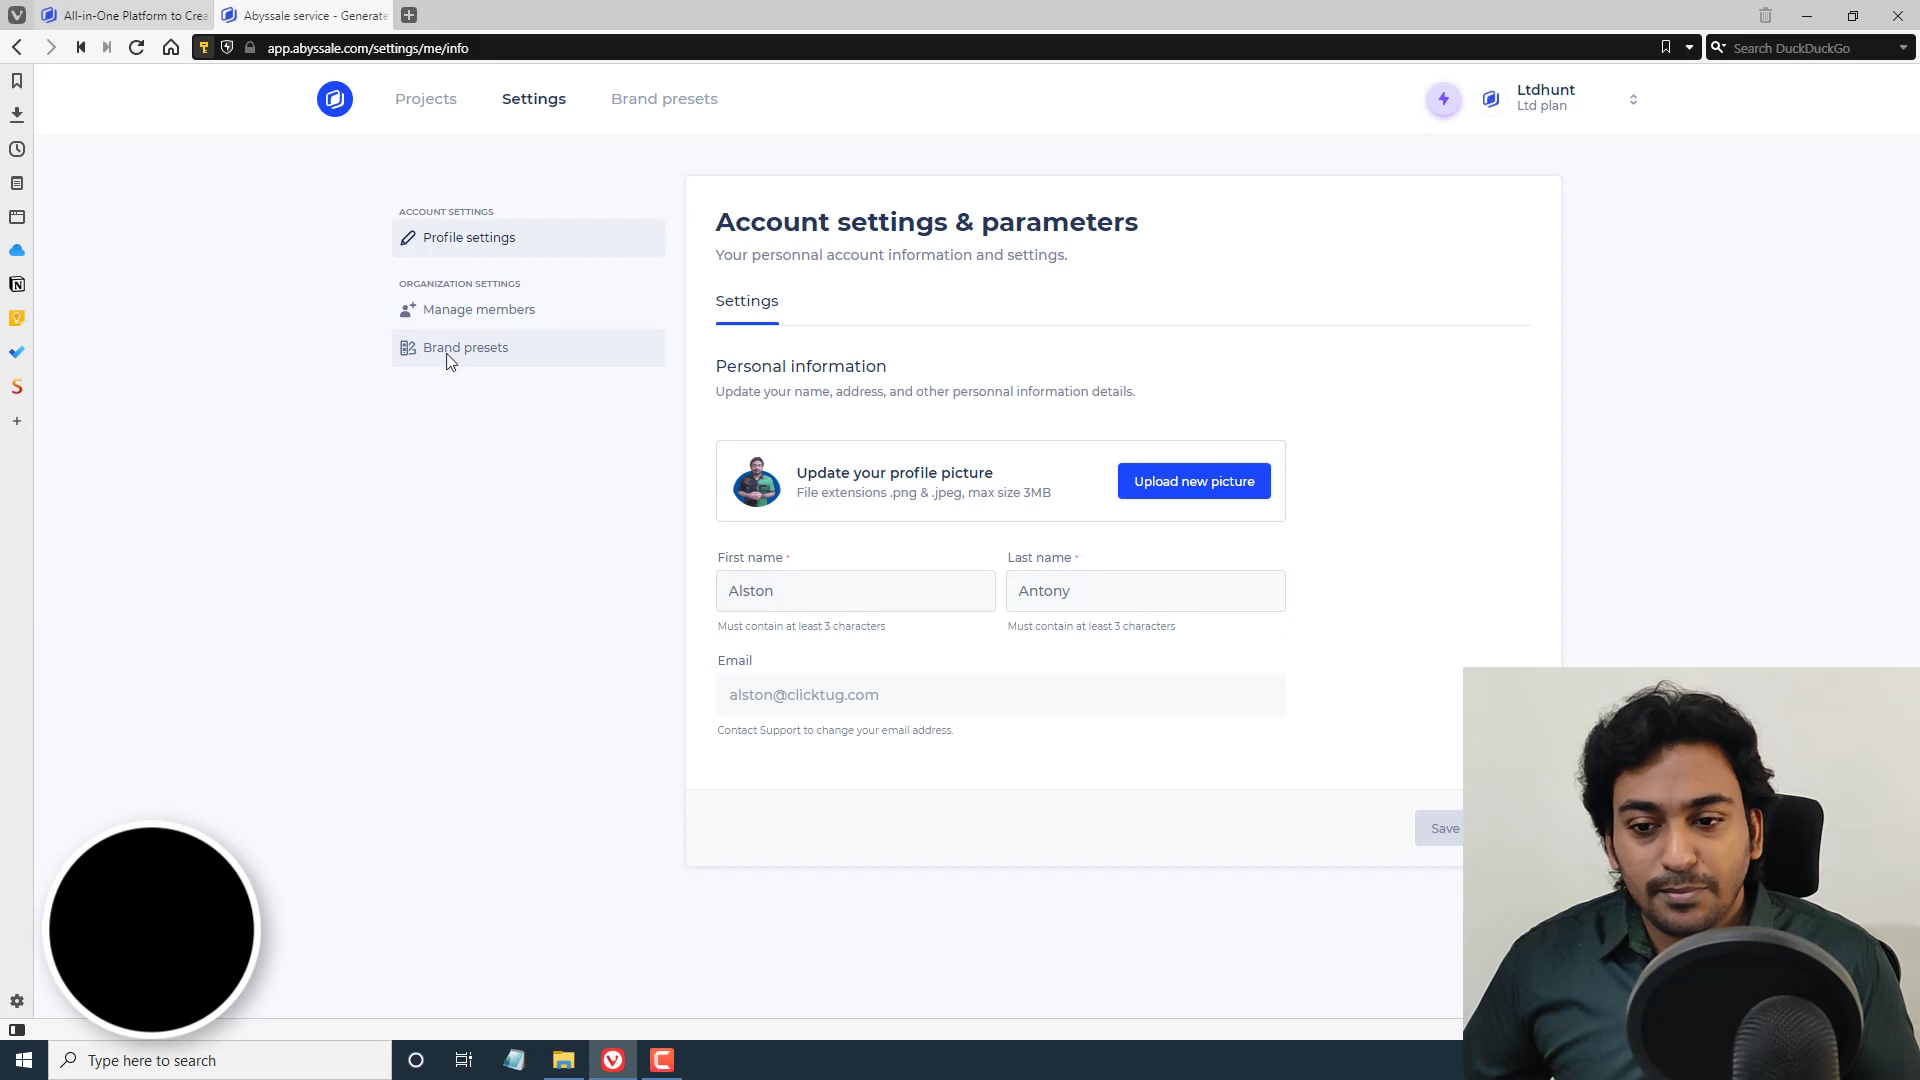 All-in-One Platform to Crea
Abyssale service - Generate
app.abyssale.com/settings/me/info
Search DuckDuckGo
Projects
Settings
Brand presets
Ltdhunt
Ltd plan
ACCOUNT SETTINGS
Profile settings
ORGANIZATION SETTINGS
Manage members
Brand presets
Account settings & parameters
Your personnal account information and settings.
Settings
Personal information
Update your name, address, and other personnal information details.
Update your profile picture
File extensions .png & .jpeg, max size 3MB
Upload new picture
First name *
Last name *
Alston
Antony
Must contain at least 3 characters
Must contain at least 3 characters
Email
alston@clicktug.com
Contact Support to change your email address.
Save
Type here to search